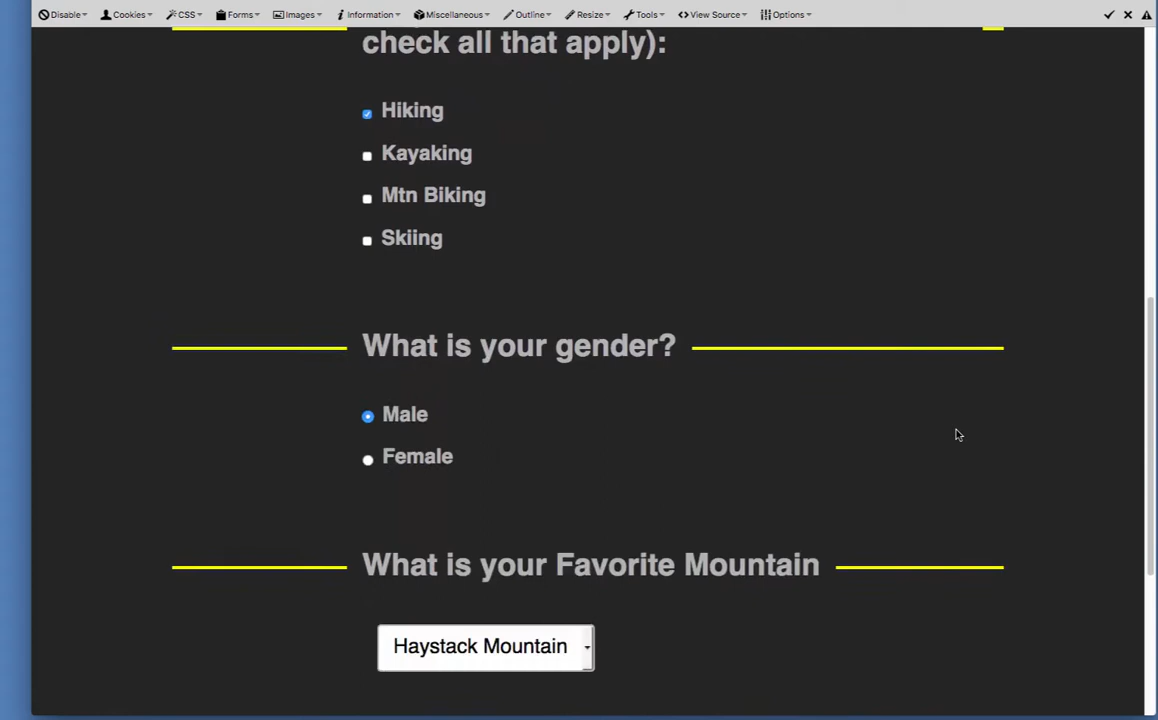 Disable Cookies CSS Forms Images Information Miscellaneous Outline Resize Tools View Source Options
check all that apply):
Hiking
Kayaking
Mtn Biking
Skiing
What is your gender?
Male
Female
What is your Favorite Mountain
Haystack Mountain